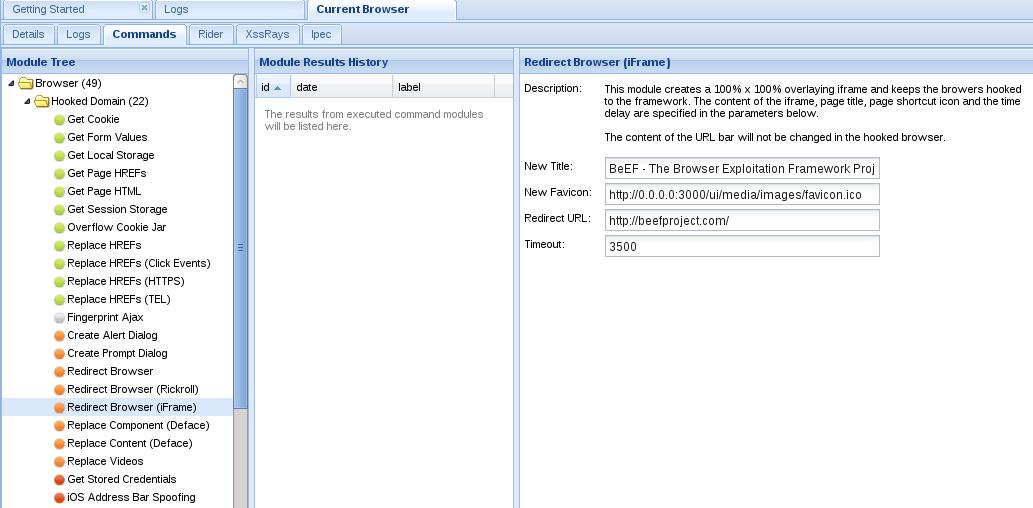 Getting Started
Logs
Current Browser
Details
Logs
Commands
Rider
XssRays
Ipec
Module Tree
Browser (49)
Hooked Domain (22)
Get Cookie
Get Form Values
Get Local Storage
Get Page HREFs
Get Page HTML
Get Session Storage
Overflow Cookie Jar
Replace HREFs
Replace HREFs (Click Events)
Replace HREFs (HTTPS)
Replace HREFs (TEL)
Fingerprint Ajax
Create Alert Dialog
Create Prompt Dialog
Redirect Browser
Redirect Browser (Rickroll)
Redirect Browser (iFrame)
Replace Component (Deface)
Replace Content (Deface)
Replace Videos
Get Stored Credentials
iOS Address Bar Spoofing
Module Results History
id
date
label
The results from executed command modules
will be listed here.
Redirect Browser (iFrame)
Description:
This module creates a 100% x 100% overlaying iframe and keeps the browers hooked
to the framework. The content of the iframe, page title, page shortcut icon and the time
delay are specified in the parameters below.
The content of the URL bar will not be changed in the hooked browser.
New Title:
BeEF - The Browser Exploitation Framework Proj
New Favicon:
http://0.0.0.0:3000/ui/media/images/favicon.ico
Redirect URL:
http://beefproject.com/
Timeout:
3500